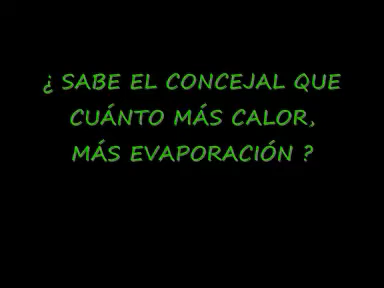 ¿ SABE EL CONCEJAL QUE
CUÁNTO MÁS CALOR,
MÁS EVAPORACIÓN ?